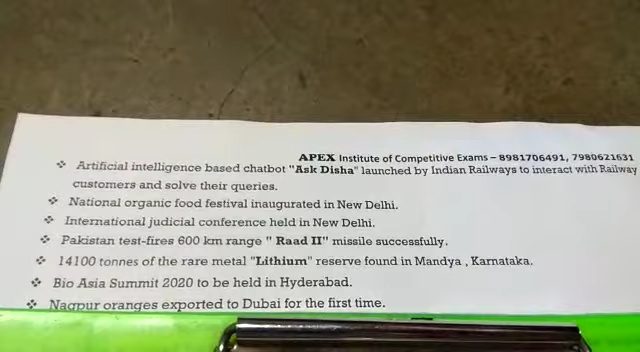 APEX Institute of Competitive Exams – 8981706491, 7980621631
❖ Artificial intelligence based chatbot "Ask Disha" launched by Indian Railways to interact with Railway
customers and solve their queries.
❖ National organic food festival inaugurated in New Delhi.
❖ International judicial conference held in New Delhi.
❖ Pakistan test-fires 600 km range " Raad II" missile successfully.
❖ 14100 tonnes of the rare metal "Lithium" reserve found in Mandya , Karnataka.
❖ Bio Asia Summit 2020 to be held in Hyderabad.
❖ Nagpur oranges exported to Dubai for the first time.